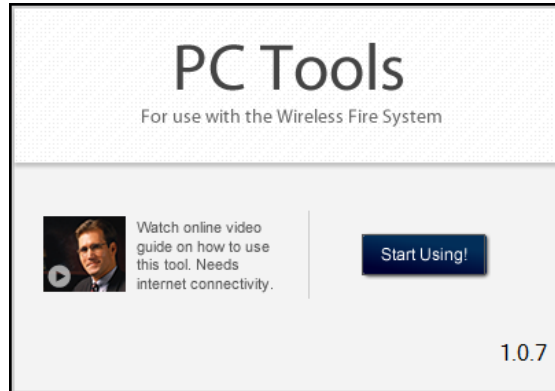 PC Tools
For use with the Wireless Fire System
Watch online video
guide on how to use
this tool. Needs
internet connectivity.
Start Using!
1.0.7